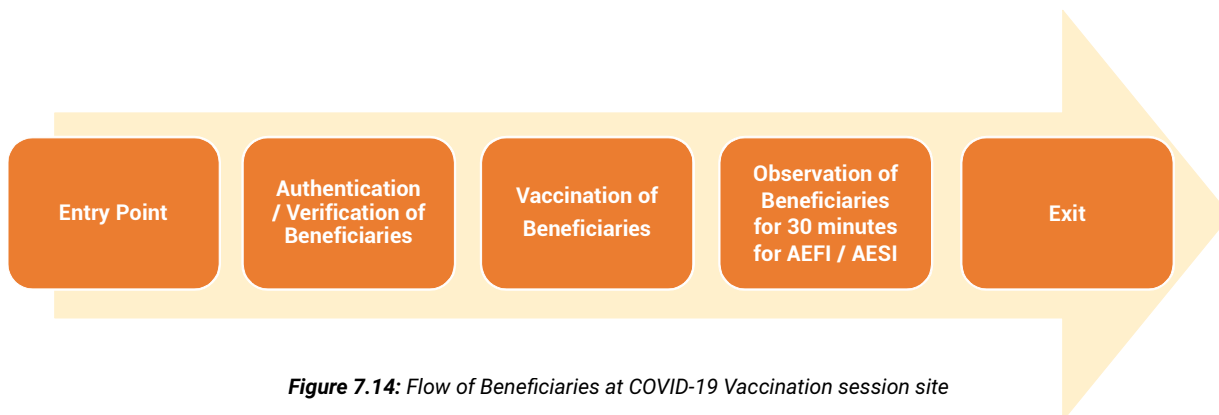 Entry Point
Authentication
/ Verification of
Beneficiaries
Vaccination of
Beneficiaries
Observation of
Beneficiaries
for 30 minutes
for AEFI / AESI
Exit
Figure 7.14: Flow of Beneficiaries at COVID-19 Vaccination session site